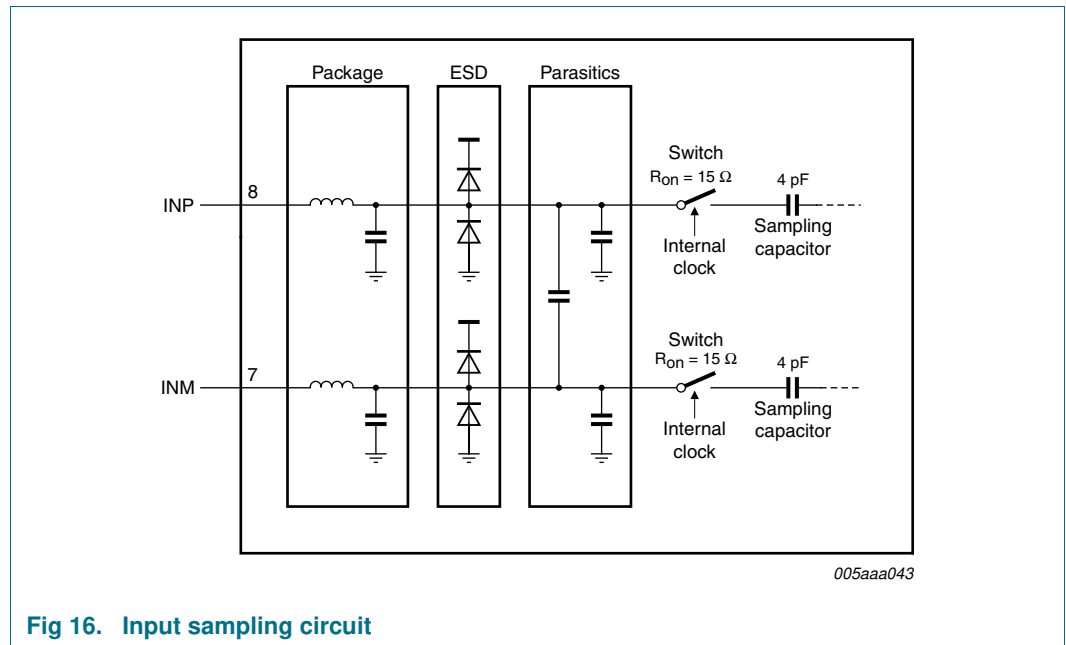 Package
ESD
Parasitics
Switch
Ron = 15 Ω
4 pF
INP
8
Internal
clock
Sampling
capacitor
Switch
Ron = 15 Ω
4 pF
INM
7
Internal
clock
Sampling
capacitor
005aaa043
Fig 16. Input sampling circuit